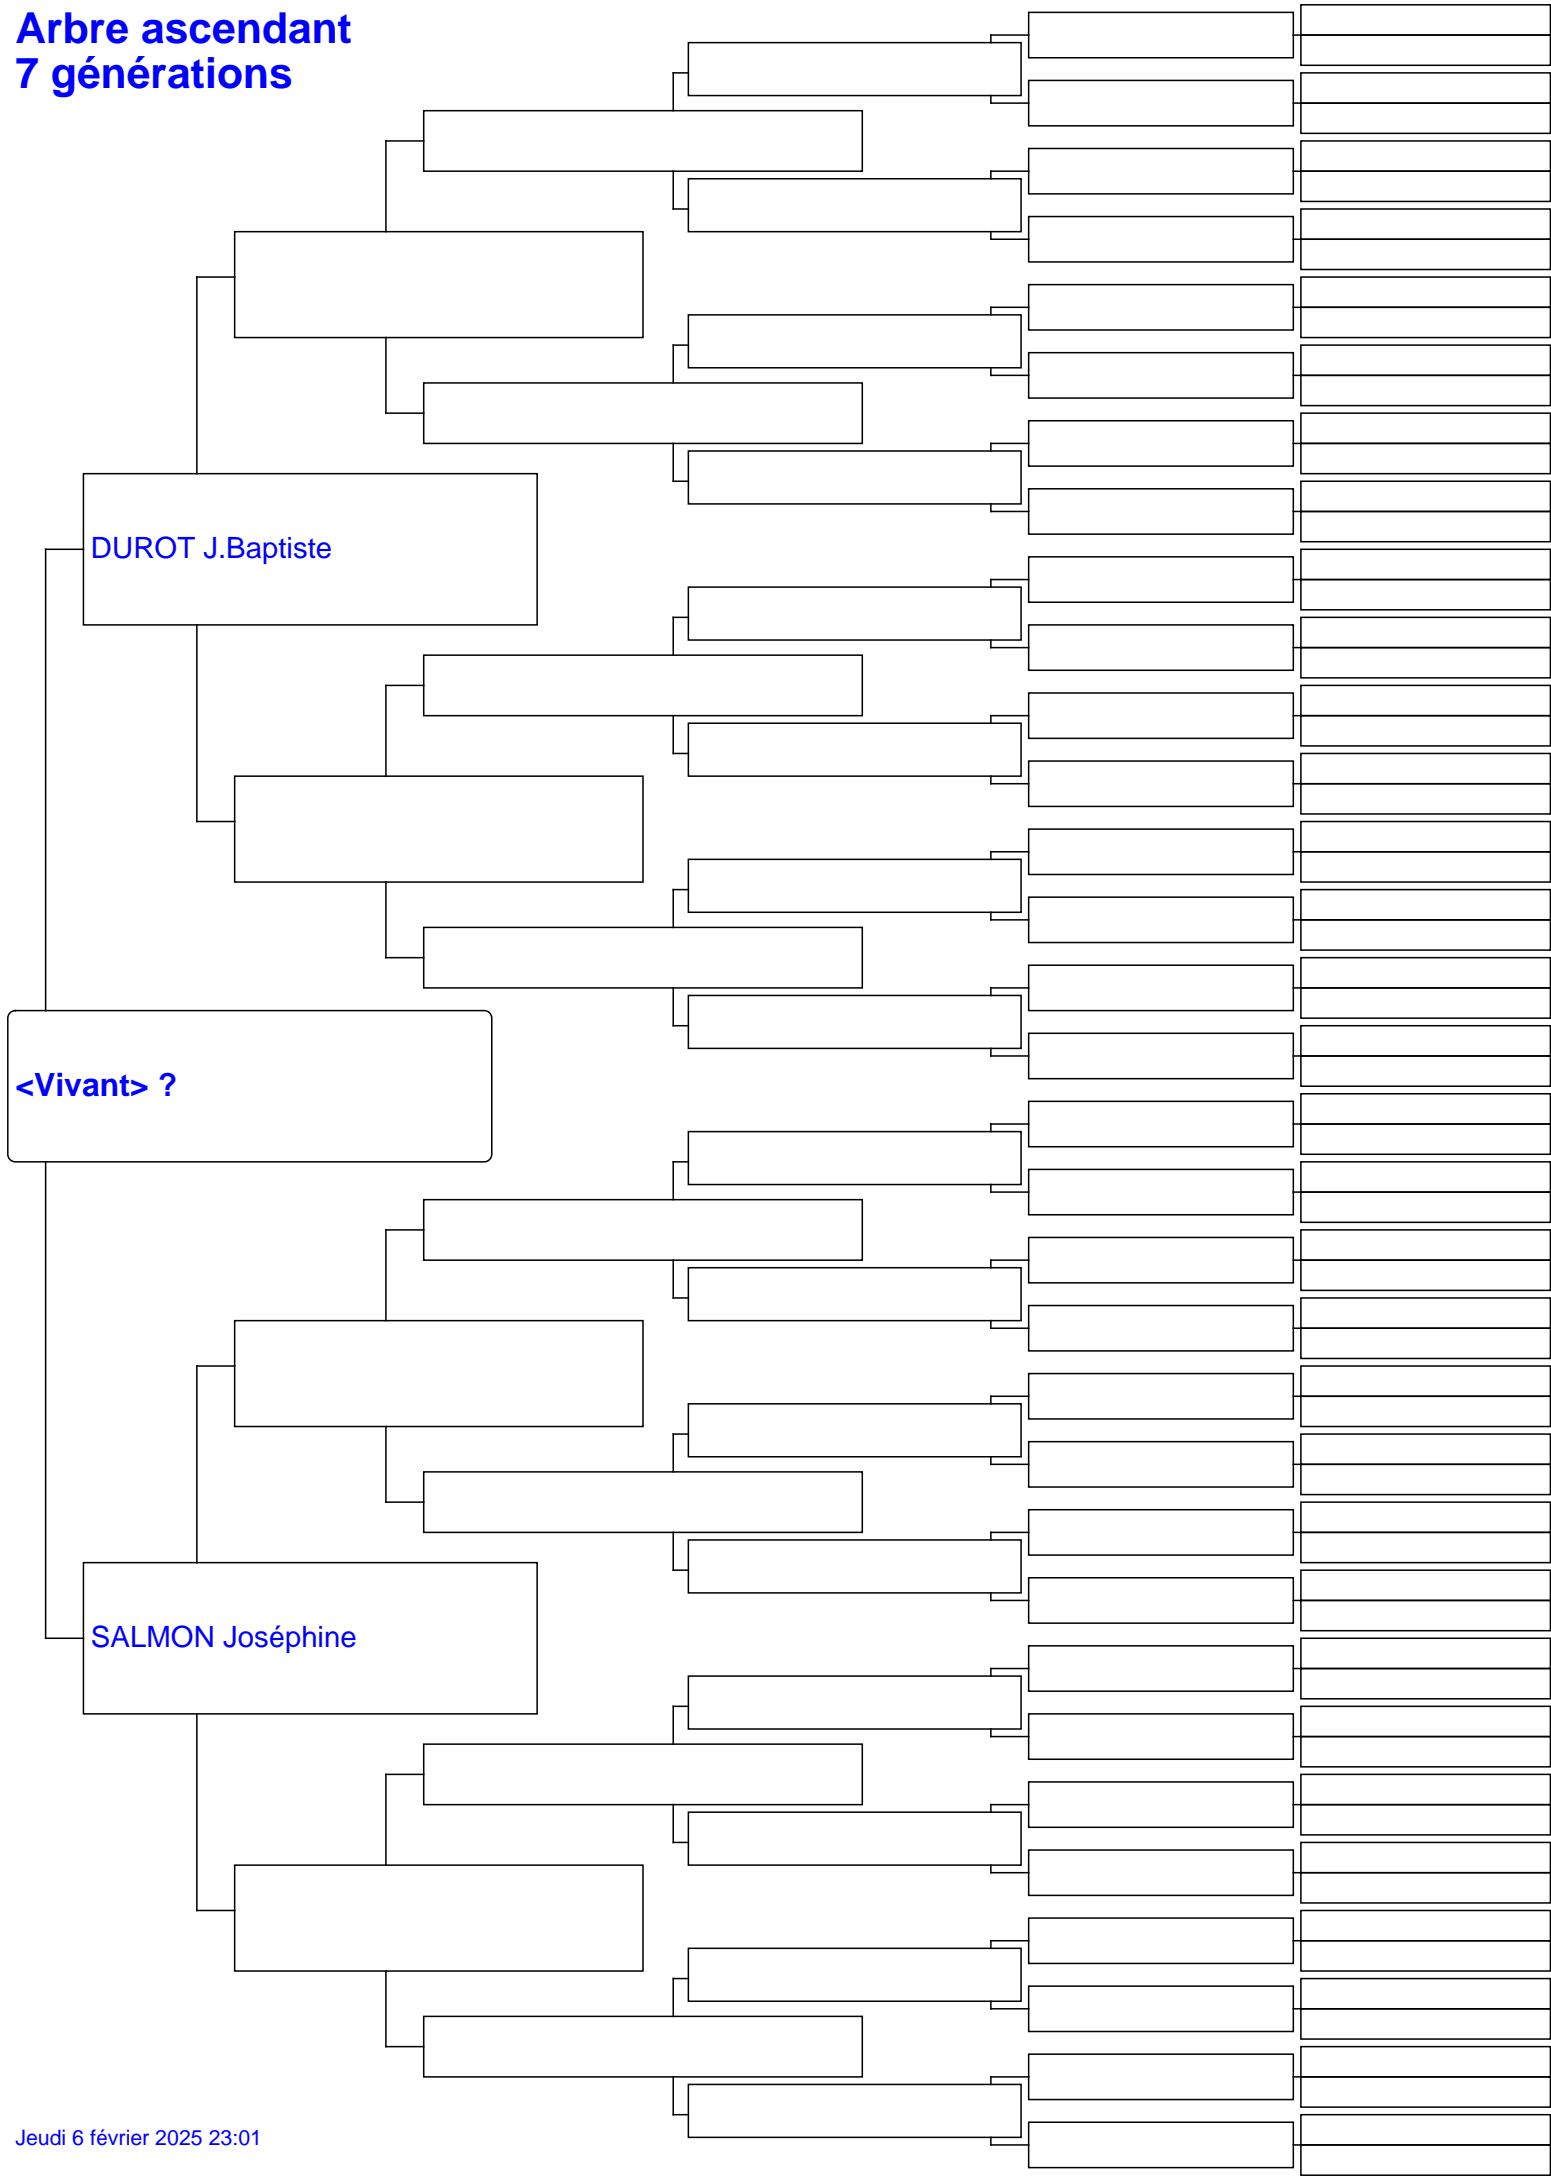 Arbre ascendant
7 générations
DUROT J.Baptiste
<Vivant> ?
SALMON Joséphine
Jeudi 6 février 2025 23:01